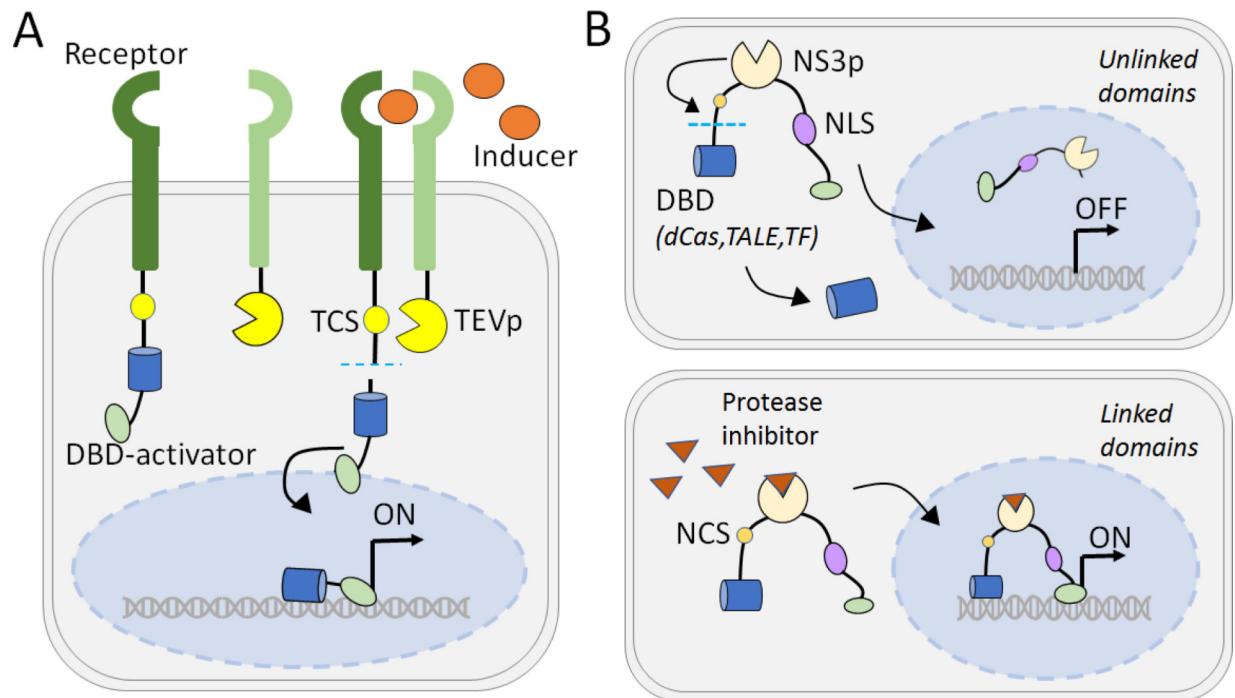 A
Receptor
Inducer
TCS
TEVp
DBD-activator
ON
B
NS3p
Unlinked
domains
NLS
DBD
(dCas,TALE,TF)
OFF
Protease
inhibitor
Linked
domains
NCS
ON